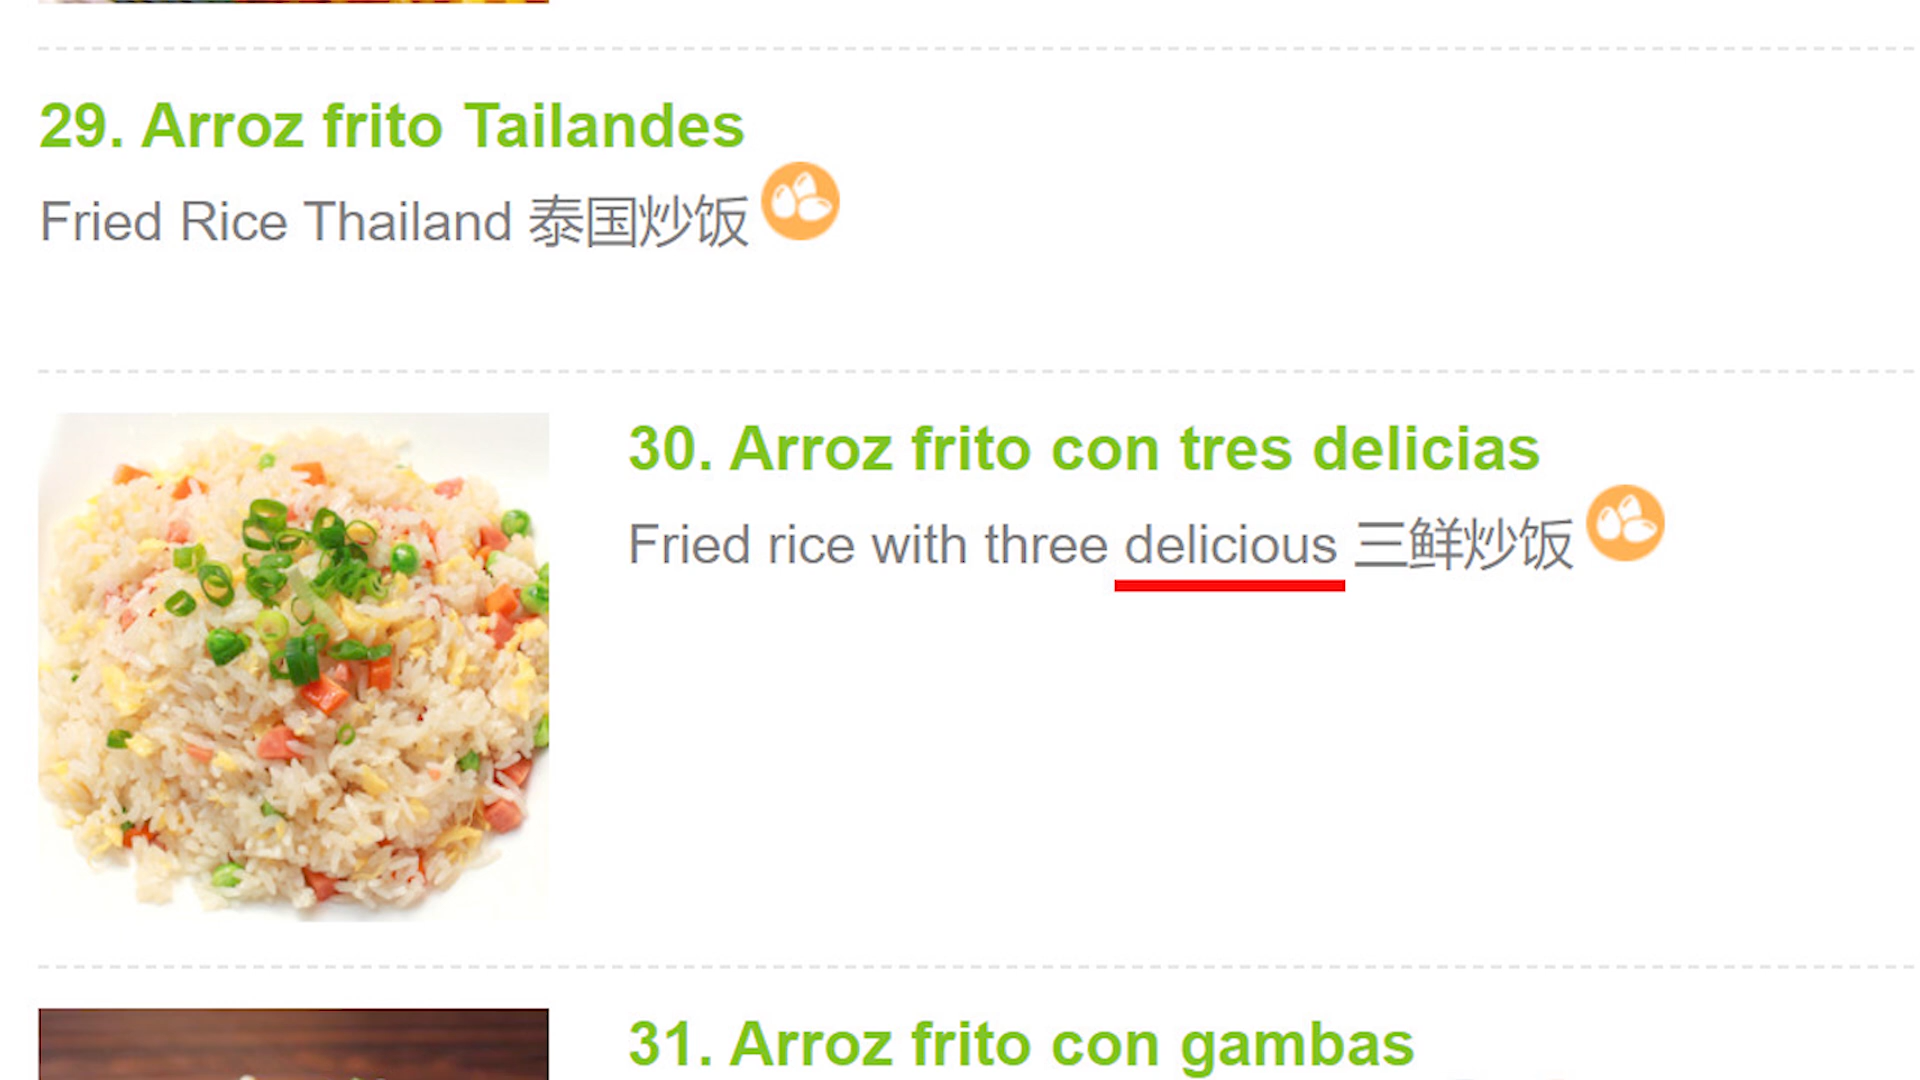 29. Arroz frito Tailandes
Fried Rice Thailand 泰国炒饭
30. Arroz frito con tres delicias
Fried rice with three delicious 三鲜炒饭
31. Arroz frito con gambas